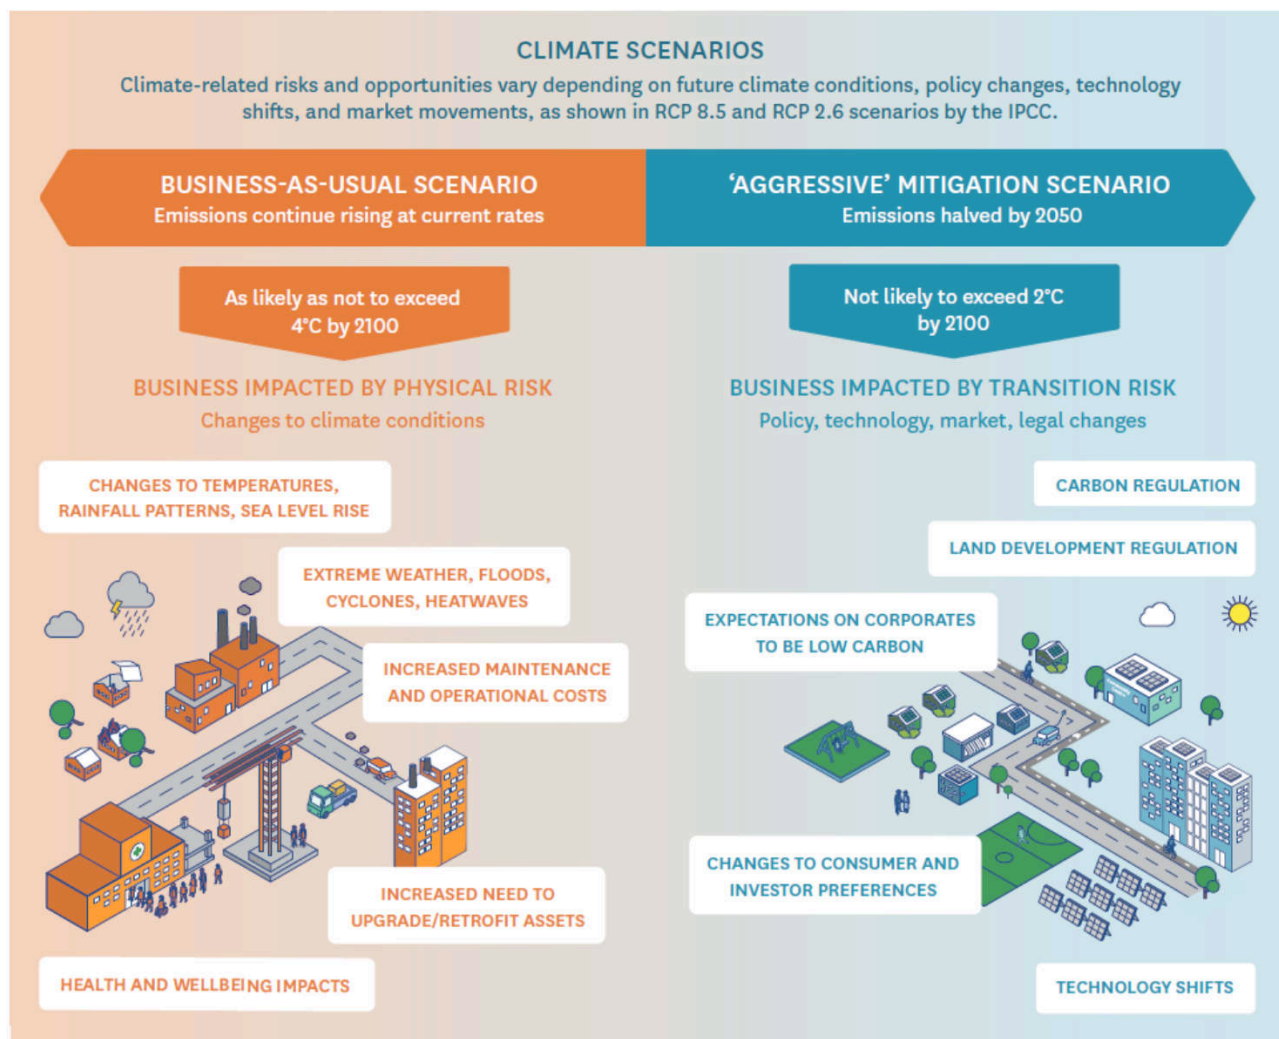 CLIMATE SCENARIOS
Climate-related risks and opportunities vary depending on future climate conditions, policy changes, technology
shifts, and market movements, as shown in RCP 8.5 and RCP 2.6 scenarios by the IPCC.
BUSINESS-AS-USUAL SCENARIO
Emissions continue rising at current rates
‘AGGRESSIVE’ MITIGATION SCENARIO
Emissions halved by 2050
As likely as not to exceed
4°C by 2100
Not likely to exceed 2°C
by 2100
BUSINESS IMPACTED BY PHYSICAL RISK
Changes to climate conditions
BUSINESS IMPACTED BY TRANSITION RISK
Policy, technology, market, legal changes
CHANGES TO TEMPERATURES,
RAINFALL PATTERNS, SEA LEVEL RISE
EXTREME WEATHER, FLOODS,
CYCLONES, HEATWAVES
INCREASED MAINTENANCE
AND OPERATIONAL COSTS
INCREASED NEED TO
UPGRADE/RETROFIT ASSETS
HEALTH AND WELLBEING IMPACTS
CARBON REGULATION
LAND DEVELOPMENT REGULATION
EXPECTATIONS ON CORPORATES
TO BE LOW CARBON
CHANGES TO CONSUMER AND
INVESTOR PREFERENCES
TECHNOLOGY SHIFTS